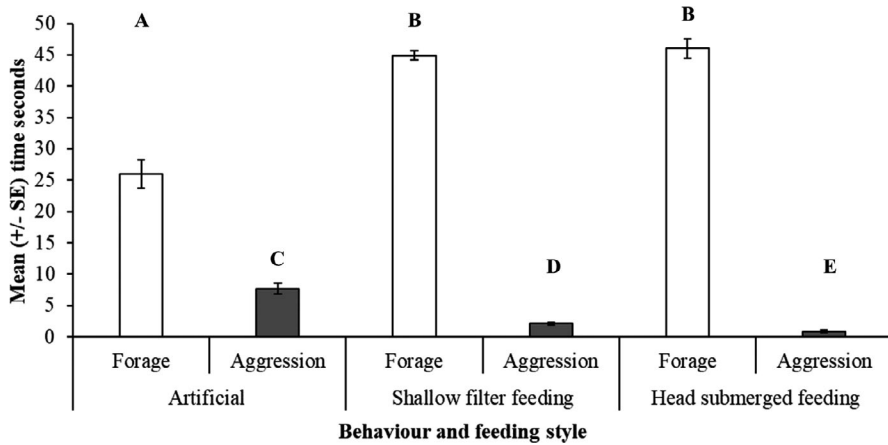 Mean (+/- SE) time seconds
50
45
40
35
30
25
20
15
10
5
0
A
B
B
C
D
E
Forage
Aggression
Forage
Aggression
Forage
Aggression
Artificial
Shallow filter feeding
Head submerged feeding
Behaviour and feeding style